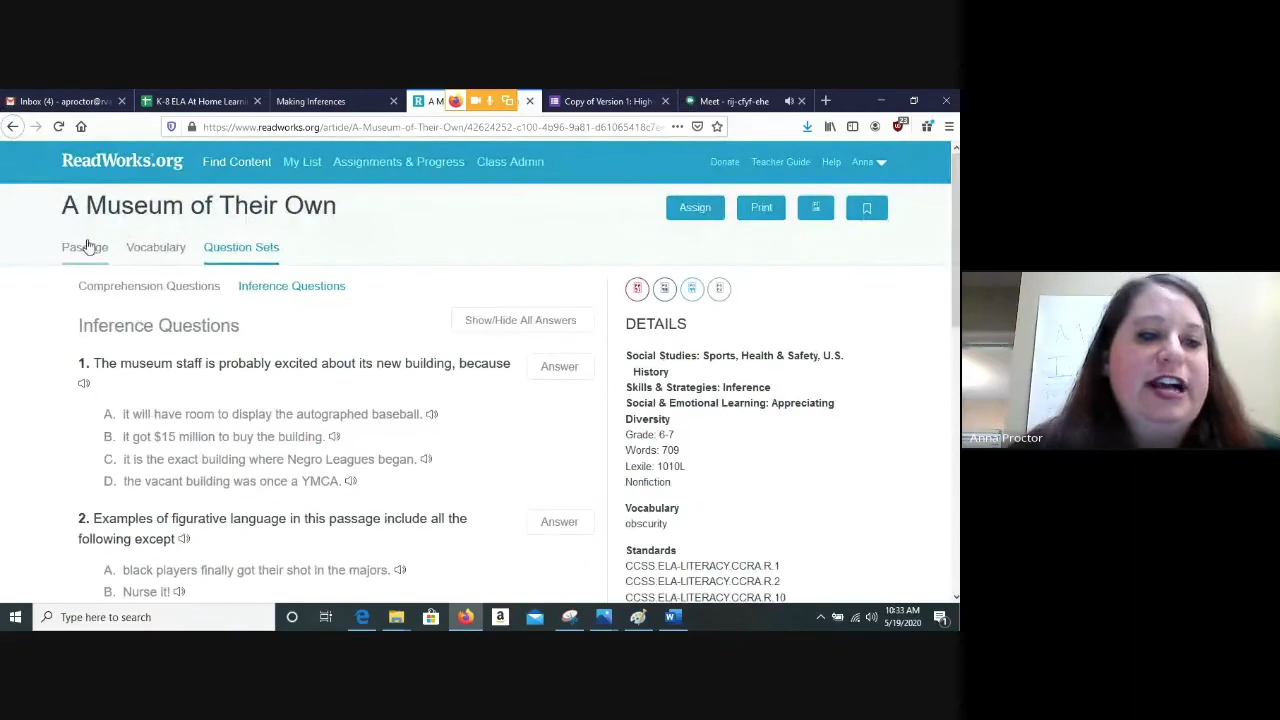 Inbox (4) - aproctor@rv
K-8 ELA At Home Learni
Making Inferences
A M
Copy of Version 1: High
Meet - rij-cfyf-ehe
https://www.readworks.org/article/A-Museum-of-Their-Own/42624252-c100-4b96-9a81-d61065418c7e
23
ReadWorks.org
Find Content
My List
Assignments & Progress
Class Admin
Donate
Teacher Guide
Help
Anna
A Museum of Their Own
Assign
Print
Passage
Vocabulary
Question Sets
Comprehension Questions
Inference Questions
Inference Questions
Show/Hide All Answers
1. The museum staff is probably excited about its new building, because
Answer
A. it will have room to display the autographed baseball.
B. it got $15 million to buy the building.
C. it is the exact building where Negro Leagues began.
D. the vacant building was once a YMCA.
2. Examples of figurative language in this passage include all the
following except
Answer
A. black players finally got their shot in the majors.
B. Nurse it!
DETAILS
Social Studies: Sports, Health & Safety, U.S.
History
Skills & Strategies: Inference
Social & Emotional Learning: Appreciating
Diversity
Grade: 6-7
Words: 709
Lexile: 1010L
Nonfiction
Vocabulary
obscurity
Standards
CCSS.ELA-LITERACY.CCRA.R.1
CCSS.ELA-LITERACY.CCRA.R.2
CCSS.ELA-LITERACY.CCRA.R.10
Anna Proctor
Type here to search
10:33 AM
5/19/2020